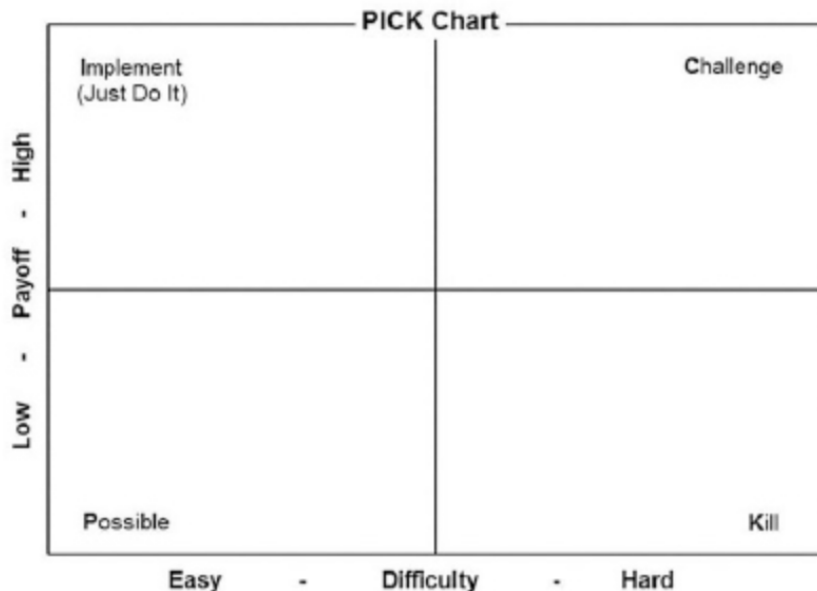 PICK Chart
Implement
(Just Do It)
Challenge
Low - Payoff - High
Possible
Kill
Easy - Difficulty - Hard